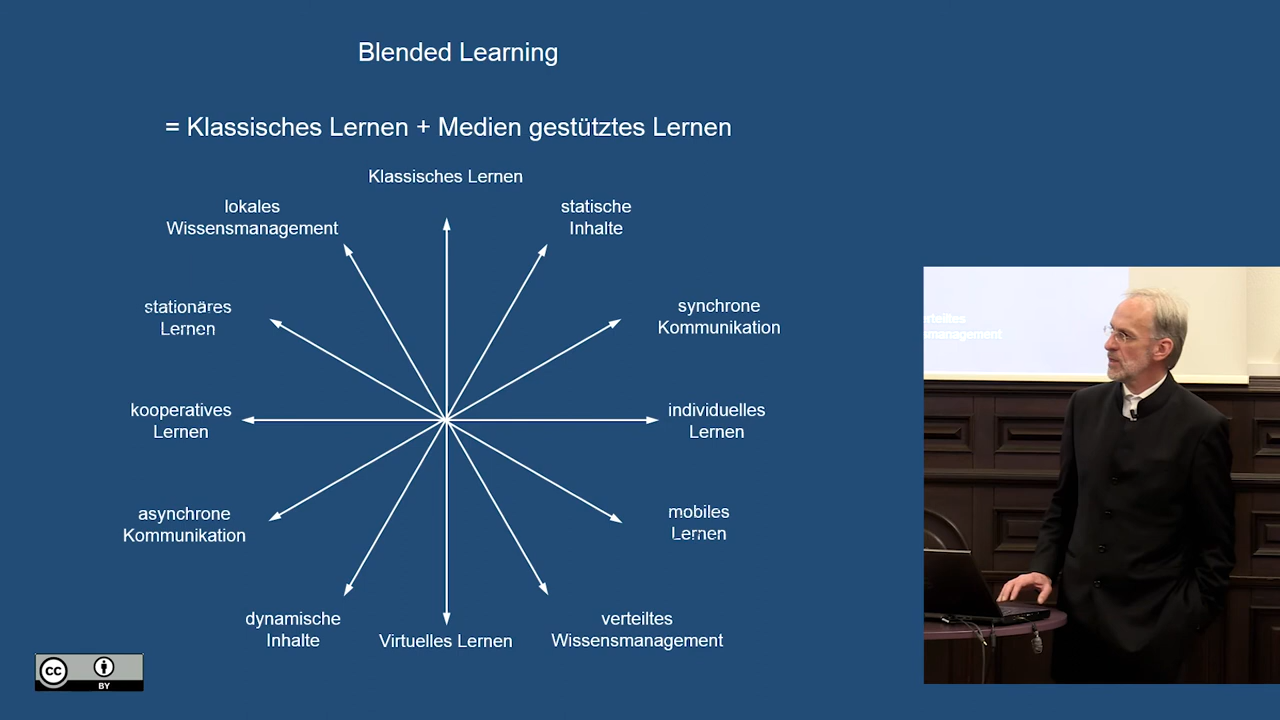 Blended Learning
= Klassisches Lernen + Medien gestütztes Lernen
Klassisches Lernen
lokales
Wissensmanagement
statische
Inhalte
stationäres
Lernen
synchrone
Kommunikation
kooperatives
Lernen
individuelles
Lernen
asynchrone
Kommunikation
mobiles
Lernen
dynamische
Inhalte
Virtuelles Lernen
verteiltes
Wissensmanagement
cc
BY